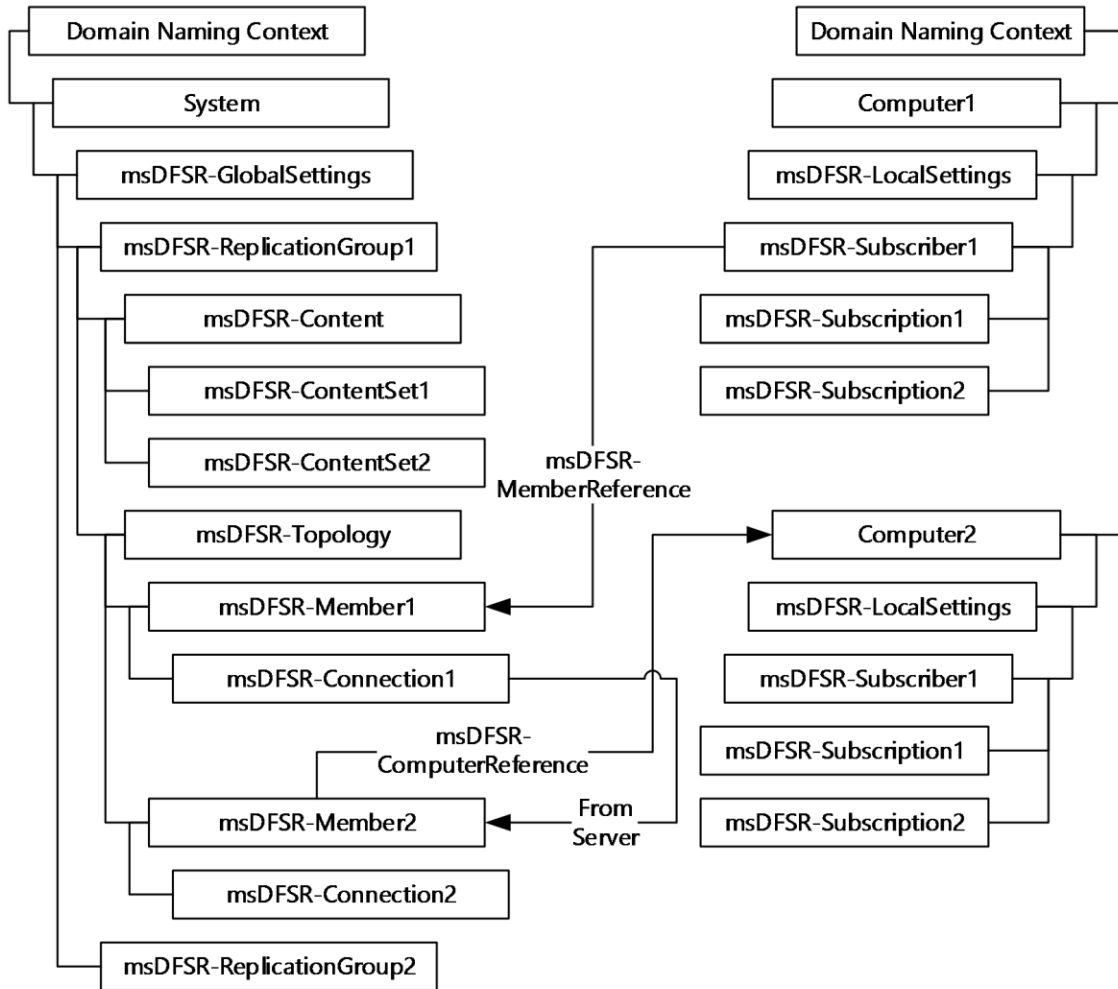 Domain Naming Context
System
msDFSR-GlobalSettings
msDFSR-ReplicationGroup1
msDFSR-Content
msDFSR-ContentSet1
msDFSR-ContentSet2
msDFSR-Topology
msDFSR-Member1
msDFSR-Connection1
msDFSR-Member2
msDFSR-Connection2
msDFSR-ReplicationGroup2
msDFSR-
MemberReference
msDFSR-
ComputerReference
From
Server
Domain Naming Context
Computer1
msDFSR-LocalSettings
msDFSR-Subscriber1
msDFSR-Subscription1
msDFSR-Subscription2
Computer2
msDFSR-LocalSettings
msDFSR-Subscriber1
msDFSR-Subscription1
msDFSR-Subscription2